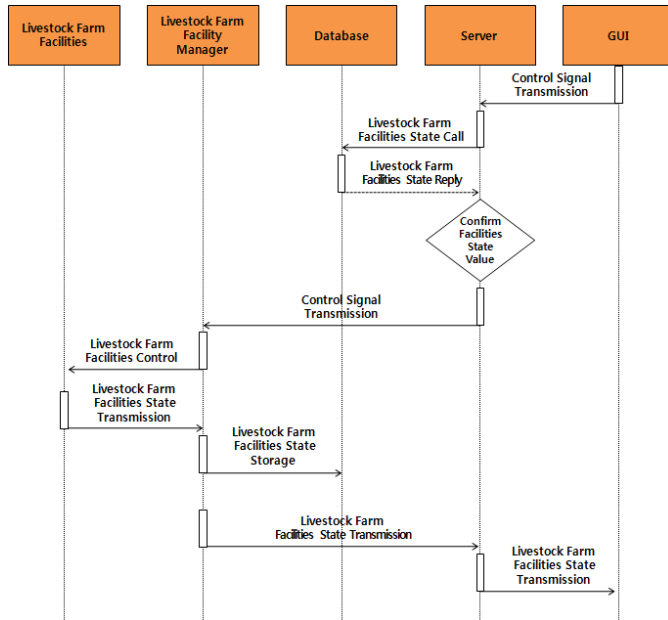 Livestock Farm
Facilities
Livestock Farm
Facility
Manager
Database
Server
GUI
Control Signal
Transmission
Livestock Farm
Facilities State Call
Livestock Farm
Facilities State Reply
Confirm
Facilities
State
Value
Control Signal
Transmission
Livestock Farm
Facilities Control
Livestock Farm
Facilities State
Transmission
Livestock Farm
Facilities State
Storage
Livestock Farm
Facilities State Transmission
Livestock Farm
Facilities State
Transmission